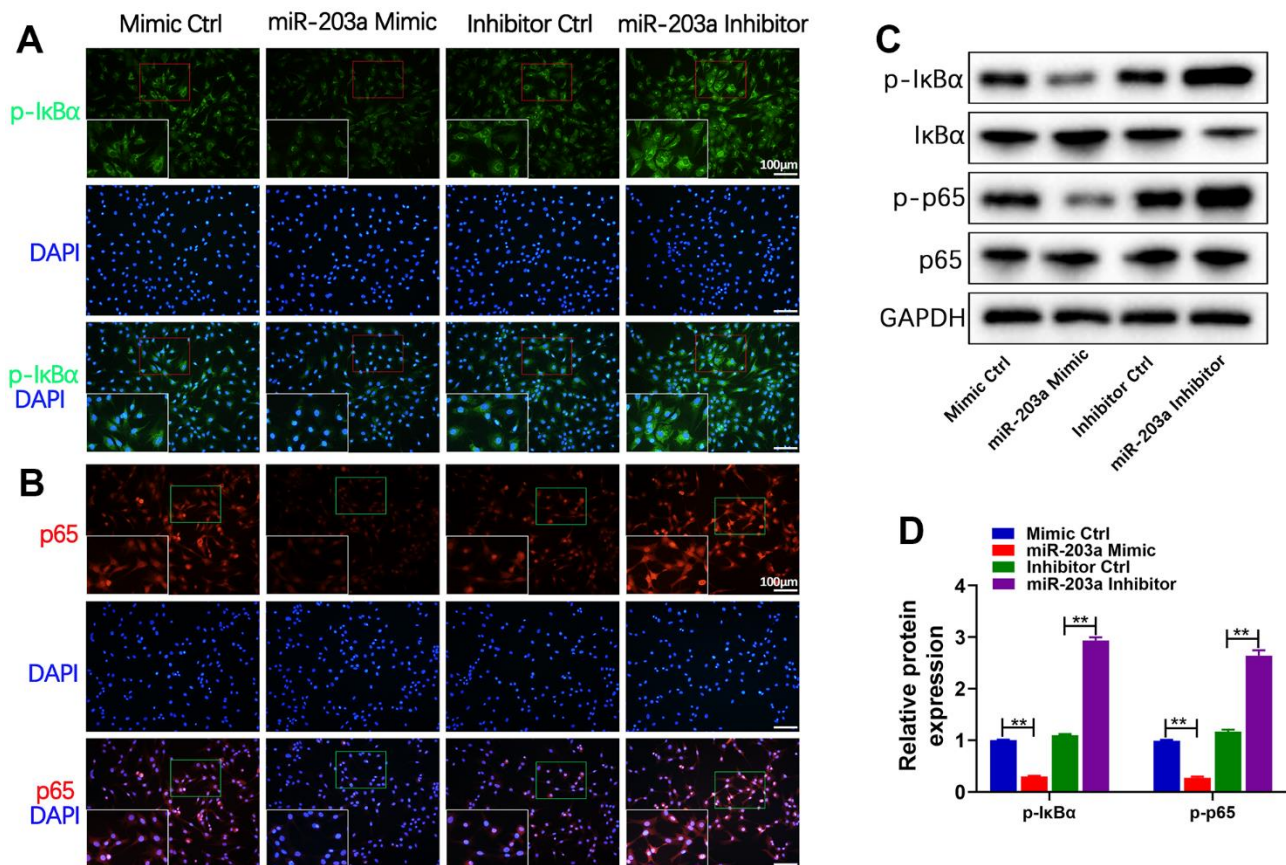 A
Mimic Ctrl
miR-203a Mimic
Inhibitor Ctrl
miR-203a Inhibitor
p-IκBα
100μm
DAPI
p-IκBα
DAPI
B
p65
100μm
DAPI
p65
DAPI
C
p-IκBα
IκBα
p-p65
p65
GAPDH
Mimic Ctrl
miR-203a Mimic
Inhibitor Ctrl
miR-203a Inhibitor
D
Mimic Ctrl
miR-203a Mimic
Inhibitor Ctrl
miR-203a Inhibitor
Relative protein
expression
4
3
2
1
0
**
**
**
**
p-IκBα
p-p65